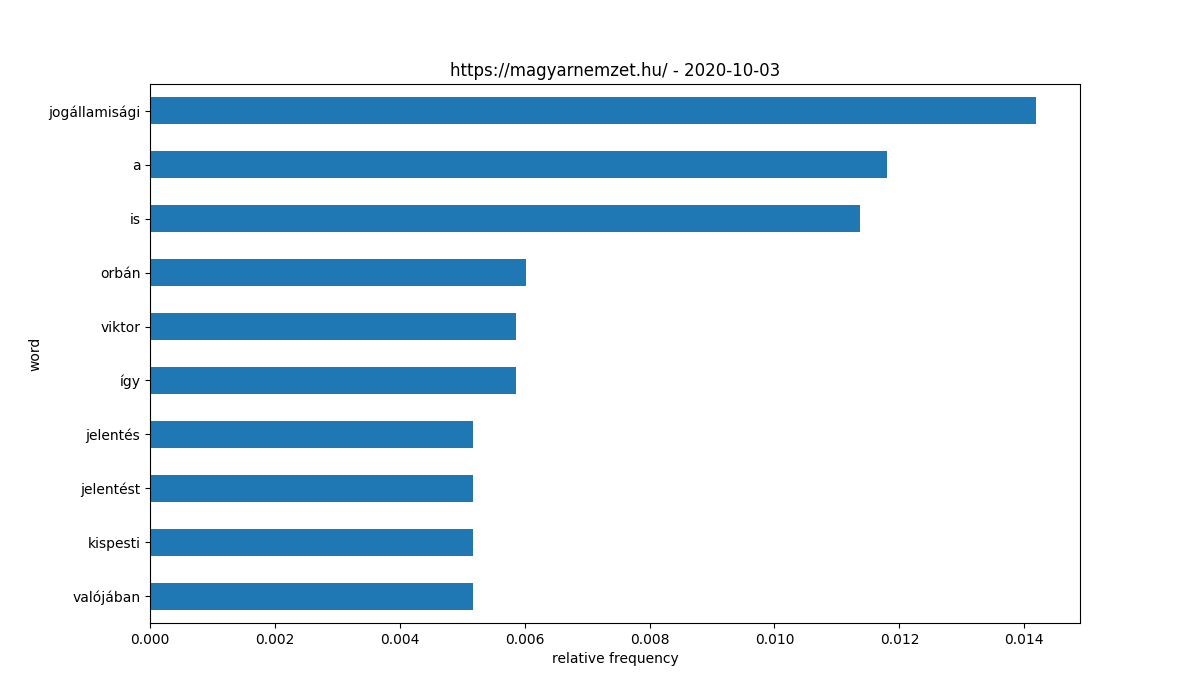 https://magyarnemzet.hu/ - 2020-10-03
jogállamisági
a
is
orbán
viktor
így
jelentés
jelentést
kispesti
valójában
word
0.000 0.002 0.004 0.006 0.008 0.010 0.012 0.014
relative frequency